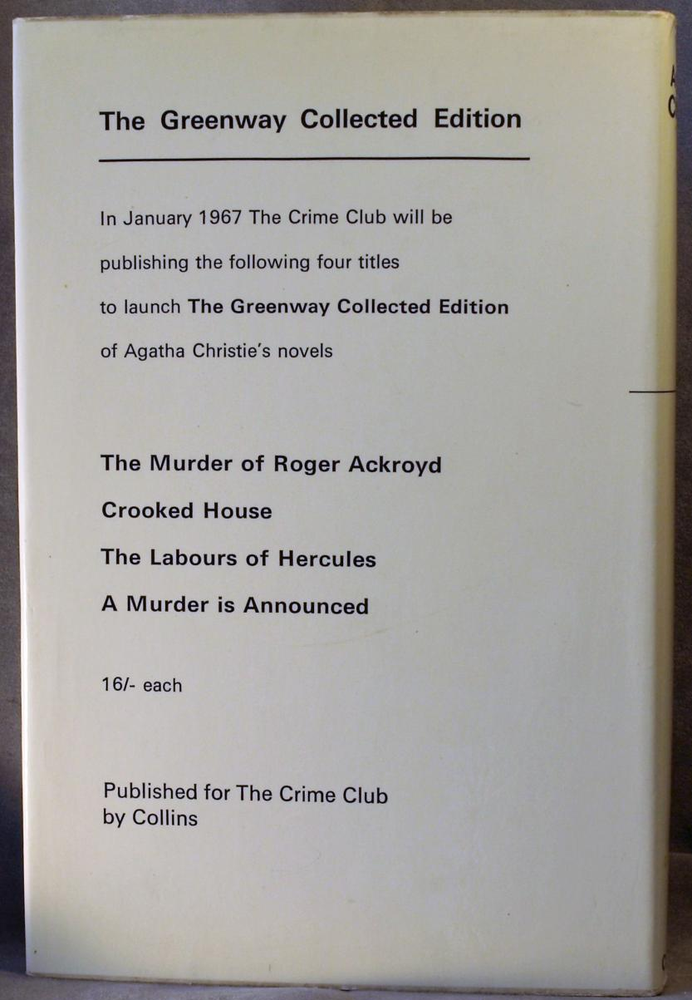 The Greenway Collected Edition
In January 1967 The Crime Club will be
publishing the following four titles
to launch The Greenway Collected Edition
of Agatha Christie's novels
The Murder of Roger Ackroyd
Crooked House
The Labours of Hercules
A Murder is Announced
16/- each
Published for The Crime Club
by Collins